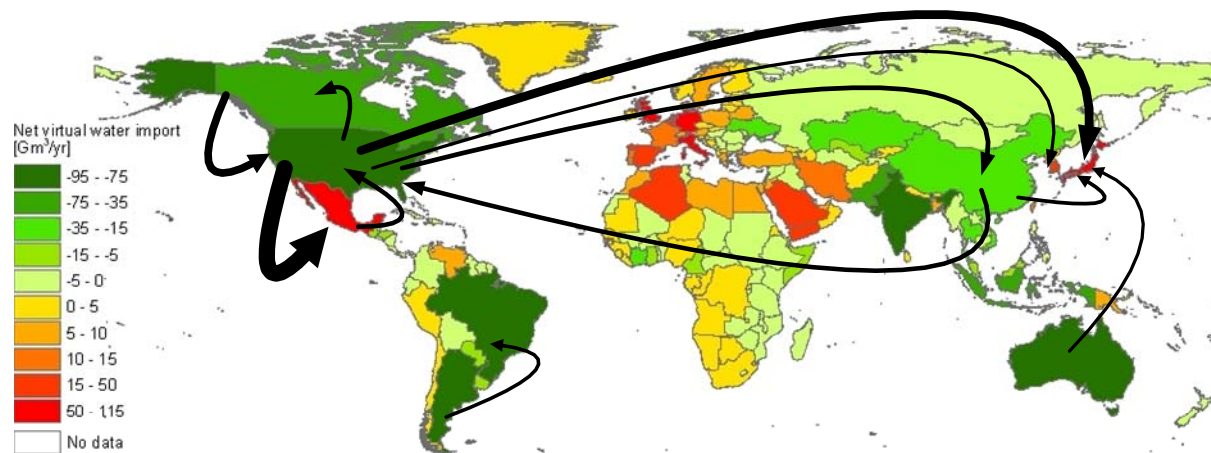 Net virtual water import
[Gm³/yr]
-95 - -75
-75 - -35
-35 - -15
-15 - -5
-5 - 0
0 - 5
5 - 10
10 - 15
15 - 50
50 - 115
No data